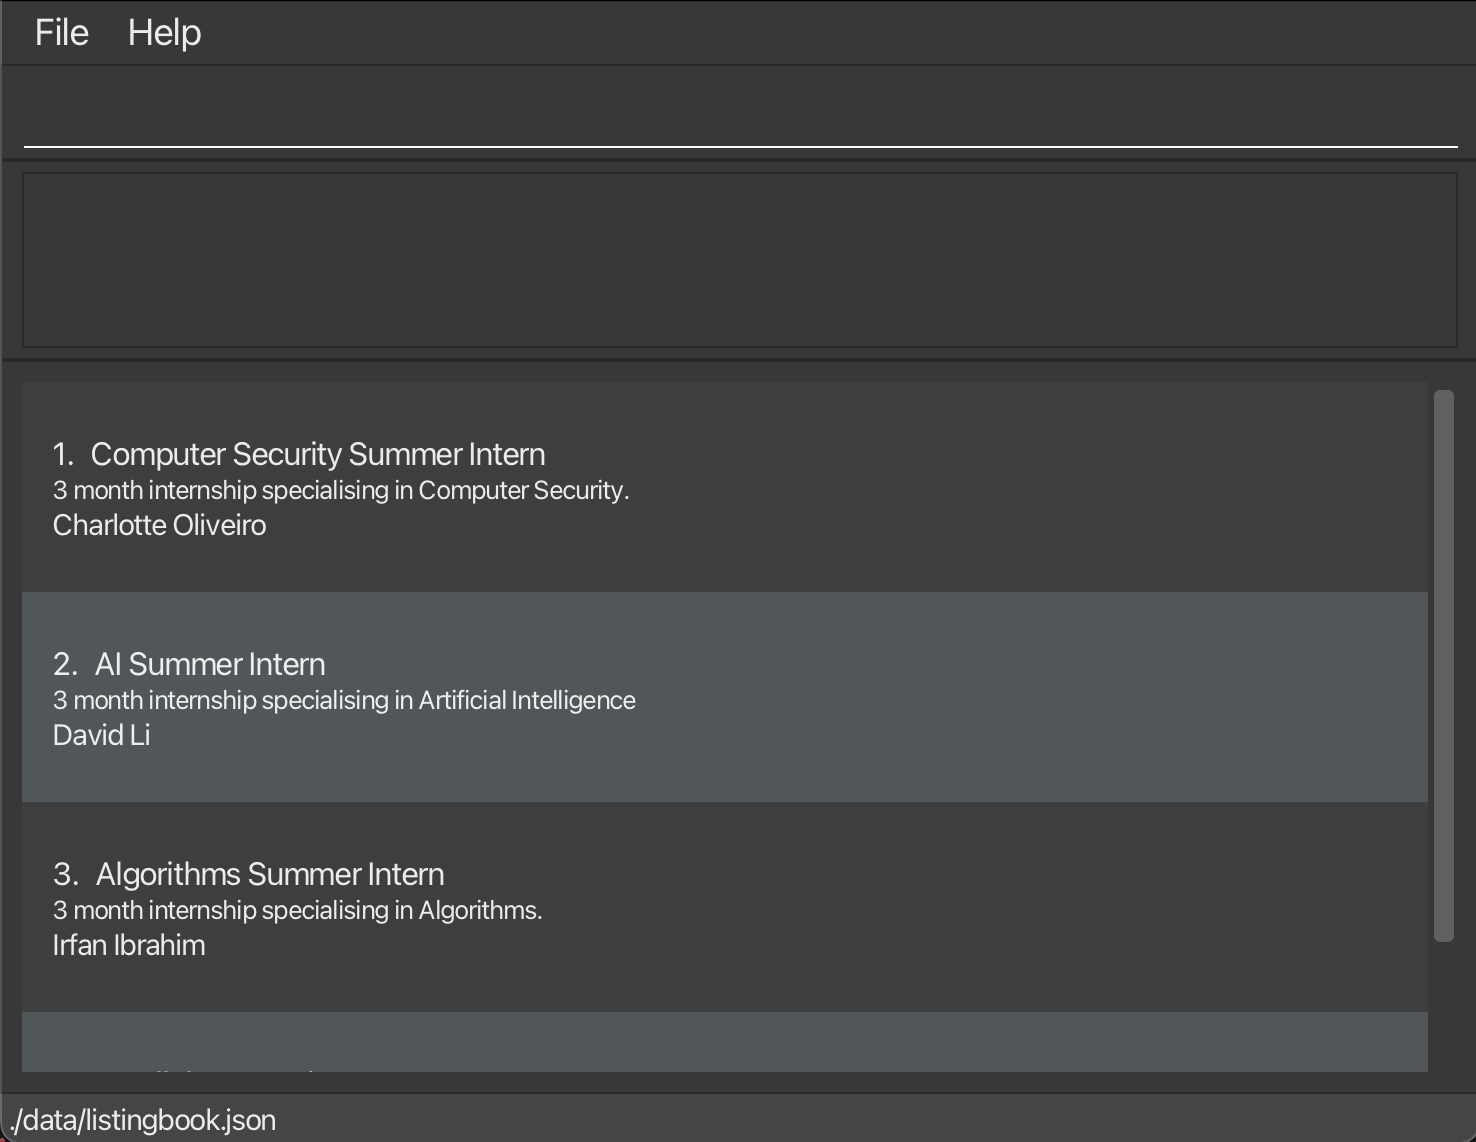 File Help
1. Computer Security Summer Intern
3 month internship specialising in Computer Security.
Charlotte Oliveiro
2. AI Summer Intern
3 month internship specialising in Artificial Intelligence
David Li
3. Algorithms Summer Intern
3 month internship specialising in Algorithms.
Irfan Ibrahim
./data/listingbook.json